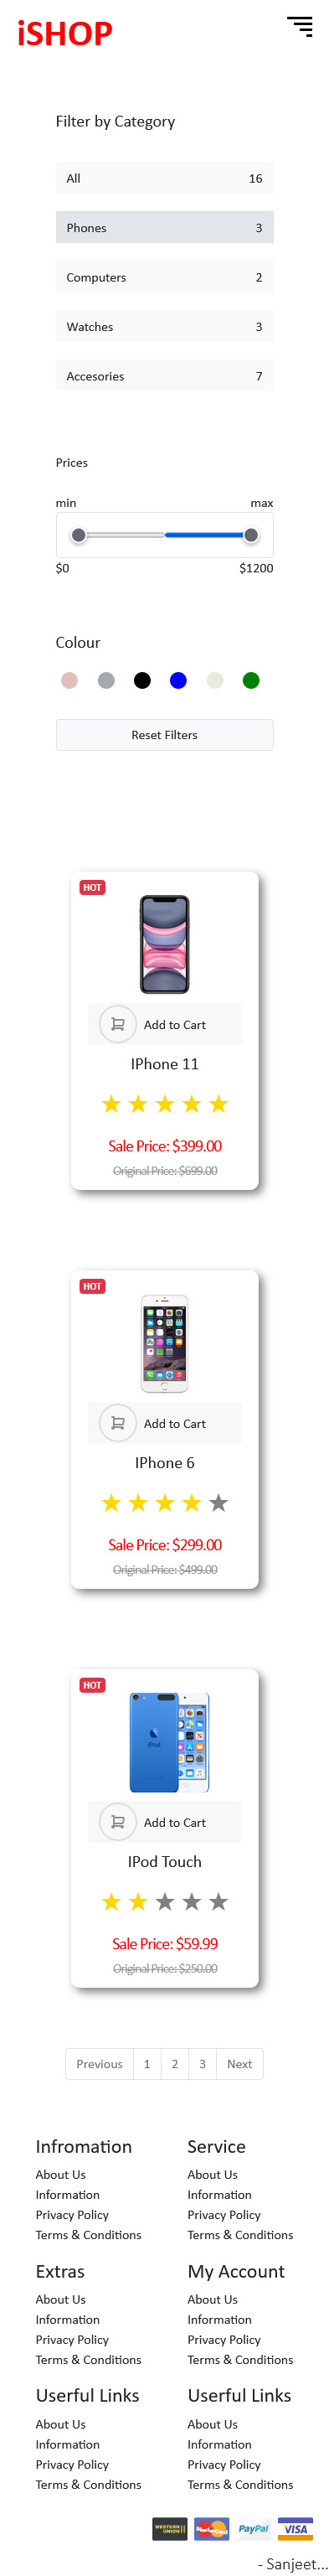 iSHOP
Filter by Category
All 16
Phones 3
Computers 2
Watches 3
Accesories 7
Prices
min max
$0 $1200
Colour
Reset Filters
HOT
Add to Cart
IPhone 11
Sale Price: $399.00
Original Price: $699.00
HOT
Add to Cart
IPhone 6
Sale Price: $299.00
Original Price: $499.00
HOT
iPod
Add to Cart
IPod Touch
Sale Price: $59.99
Original Price: $250.00
Previous 1 2 3 Next
Infromation
About Us
Information
Privacy Policy
Terms & Conditions
Service
About Us
Information
Privacy Policy
Terms & Conditions
Extras
About Us
Information
Privacy Policy
Terms & Conditions
My Account
About Us
Information
Privacy Policy
Terms & Conditions
Userful Links
About Us
Information
Privacy Policy
Terms & Conditions
Userful Links
About Us
Information
Privacy Policy
Terms & Conditions
WESTERN UNION MasterCard PayPal VISA
- Sanjeet...